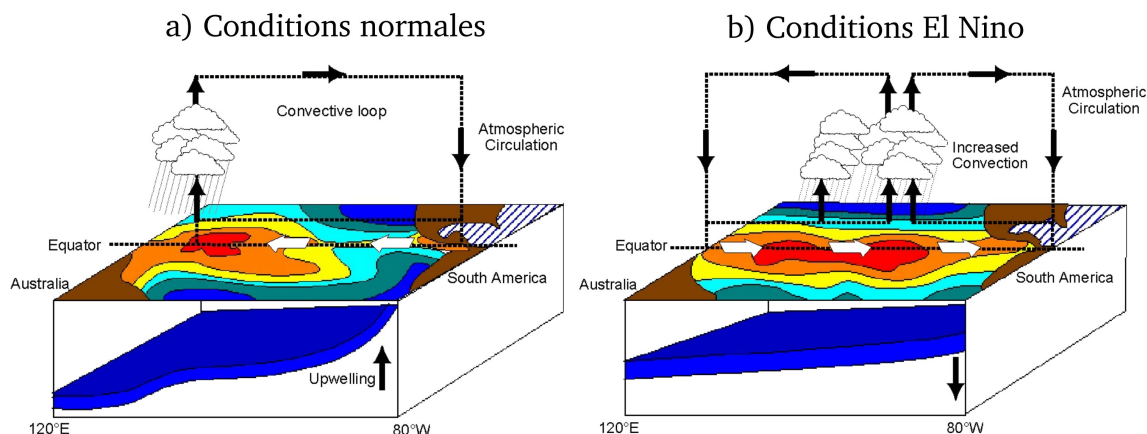 a) Conditions normales
Convective loop
Atmospheric
Circulation
Equator
Australia
South America
Upwelling
120°E
80°W
b) Conditions El Nino
Atmospheric
Circulation
Increased
Convection
Equator
Australia
South America
120°E
80°W